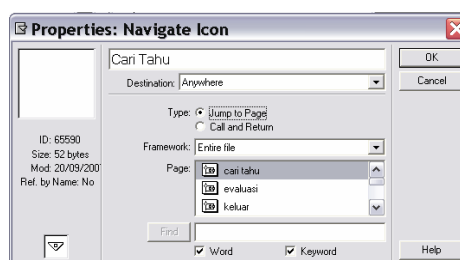 Properties: Navigate Icon
Cari Tahu
OK
Destination: Anywhere
Cancel
Type: Jump to Page
Call and Return
ID: 65590
Size: 52 bytes
Mod: 20/09/200
Ref. by Name: No
Framework: Entire file
Page: cari tahu
evaluasi
keluar
Find
Word Keyword
Help